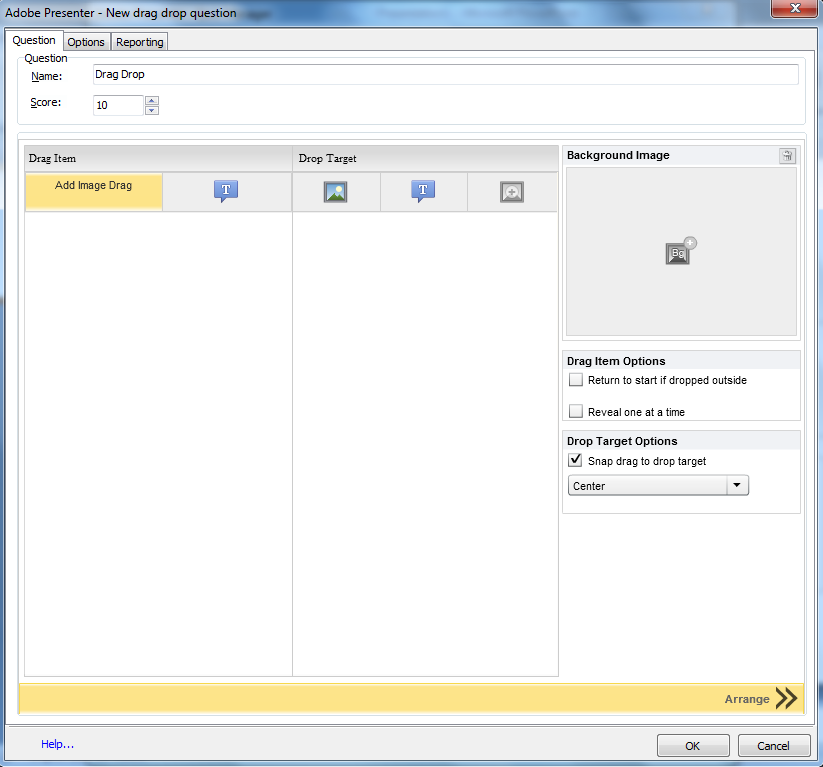 Adobe Presenter - New drag drop question
Question Options Reporting
Question
Name: Drag Drop
Score: 10
Drag Item Drop Target Background Image
Add Image Drag T T
Bg
Drag Item Options
Return to start if dropped outside
Reveal one at a time
Drop Target Options
Snap drag to drop target
Center
Arrange
Help... OK Cancel